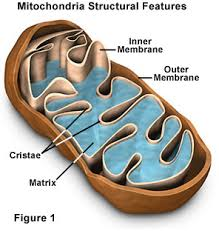 Mitochondria Structural Features
Inner
Membrane
Outer
Membrane
Cristae
Matrix
Figure 1